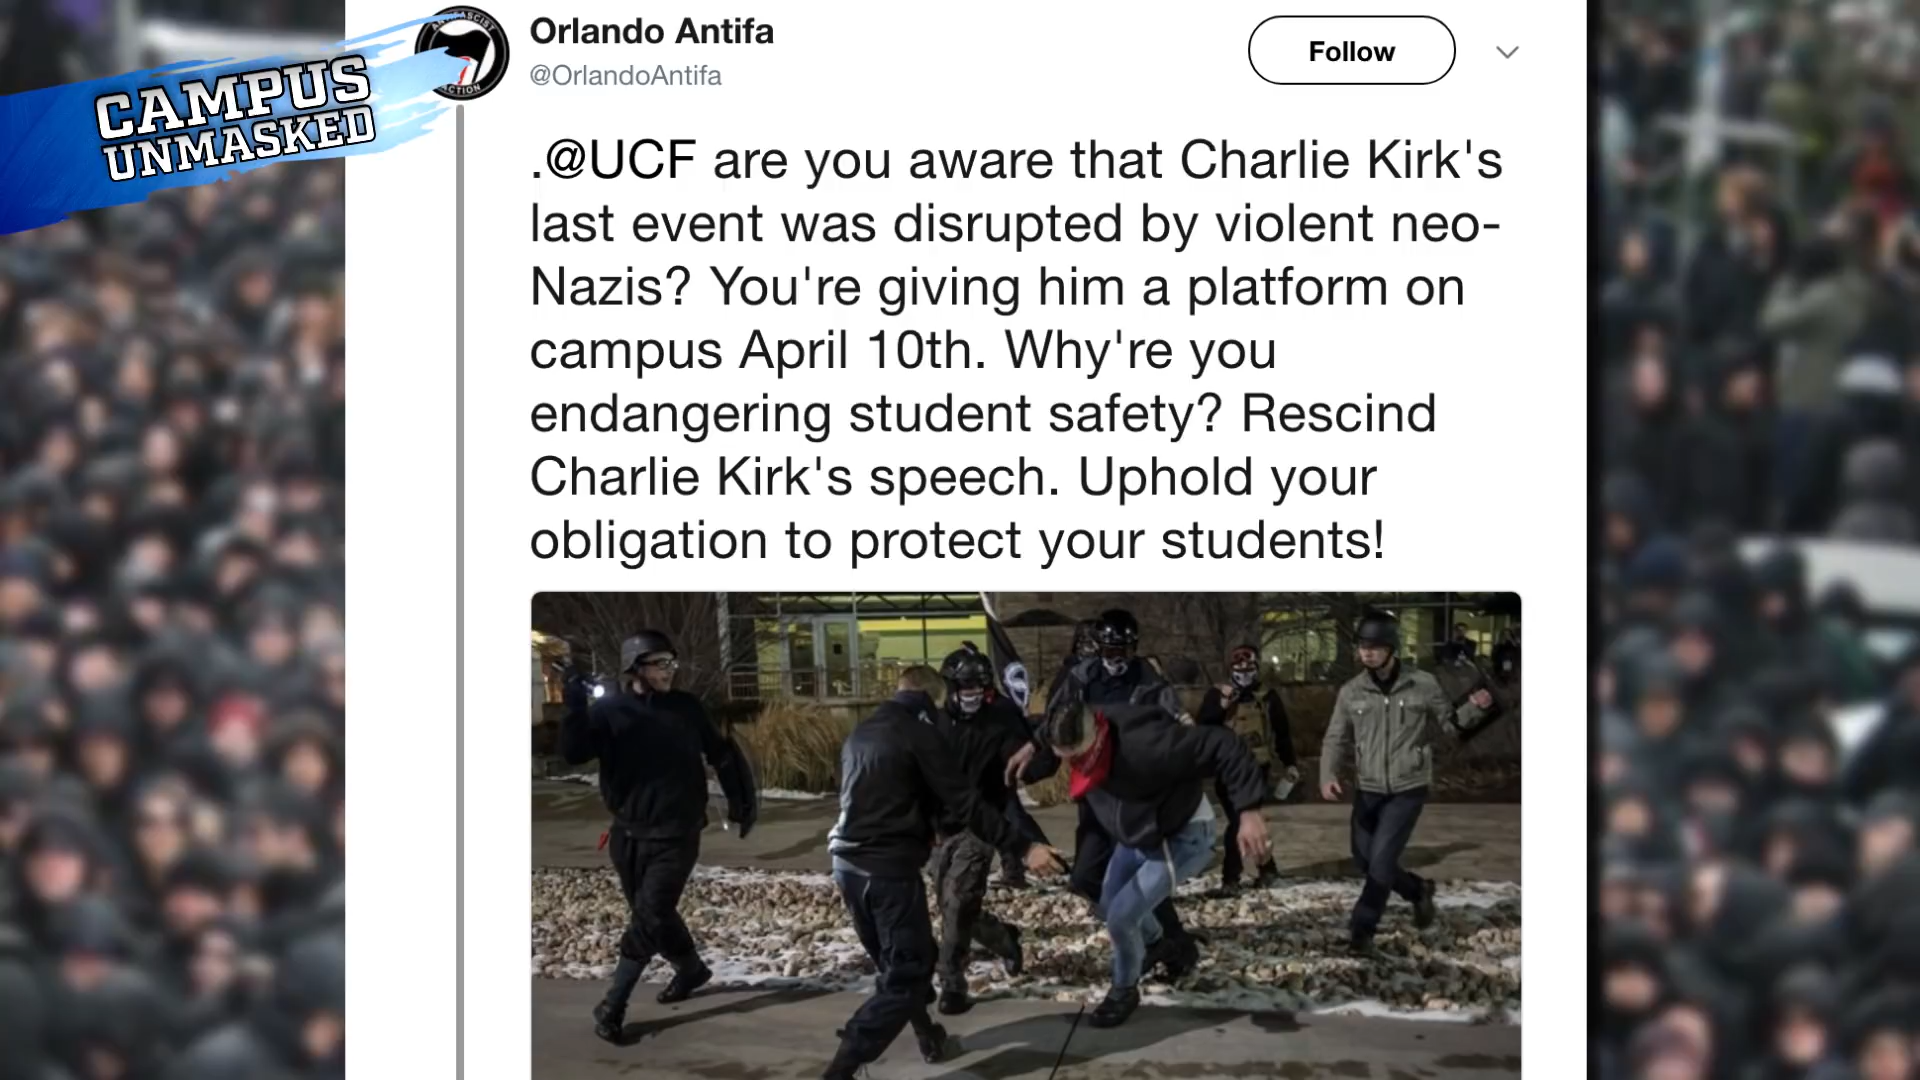 CAMPUS
UNMASKED
ANTIFASCIST
ACTION
Orlando Antifa
@OrlandoAntifa
Follow
.@UCF are you aware that Charlie Kirk's
last event was disrupted by violent neo-
Nazis? You're giving him a platform on
campus April 10th. Why're you
endangering student safety? Rescind
Charlie Kirk's speech. Uphold your
obligation to protect your students!